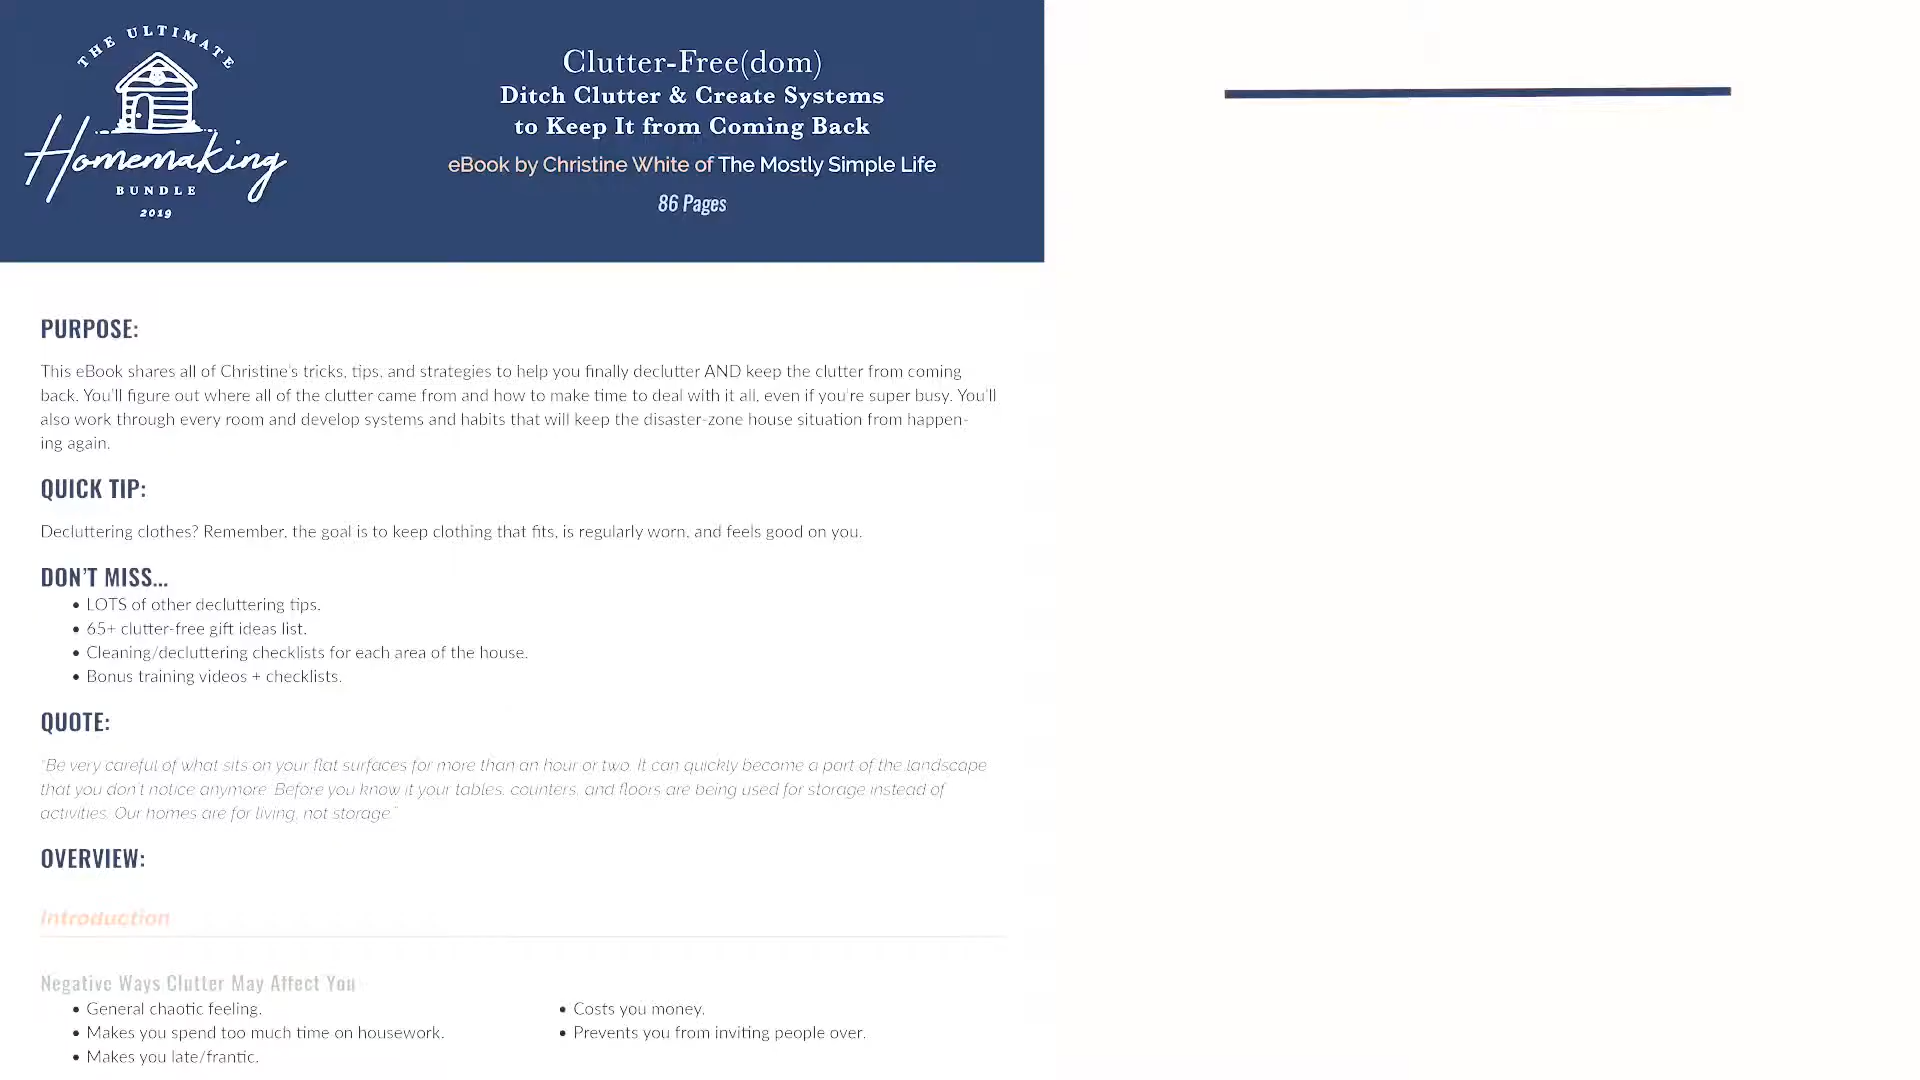 THE ULTIMATE
Homemaking
BUNDLE
2019
Clutter-Free(dom)
Ditch Clutter & Create Systems
to Keep It from Coming Back
eBook by Christine White of The Mostly Simple Life
86 Pages
PURPOSE:
This eBook shares all of Christine's tricks, tips, and strategies to help you finally declutter AND keep the clutter from coming
back. You'll figure out where all of the clutter came from and how to make time to deal with it all, even if you're super busy. You'll
also work through every room and develop systems and habits that will keep the disaster-zone house situation from happen-
ing again.
QUICK TIP:
Decluttering clothes? Remember, the goal is to keep clothing that fits, is regularly worn, and feels good on you.
DON'T MISS...
• LOTS of other decluttering tips.
• 65+ clutter-free gift ideas list.
• Cleaning/decluttering checklists for each area of the house.
• Bonus training videos + checklists.
QUOTE:
"Be very careful of what sits on your flat surfaces for more than an hour or two. It can quickly become a part of the landscape
that you don't notice anymore. Before you know it your tables, counters, and floors are being used for storage instead of
activities. Our homes are for living, not storage."
OVERVIEW:
Introduction
Negative Ways Clutter May Affect You
• General chaotic feeling.
• Makes you spend too much time on housework.
• Makes you late/frantic.
• Costs you money.
• Prevents you from inviting people over.